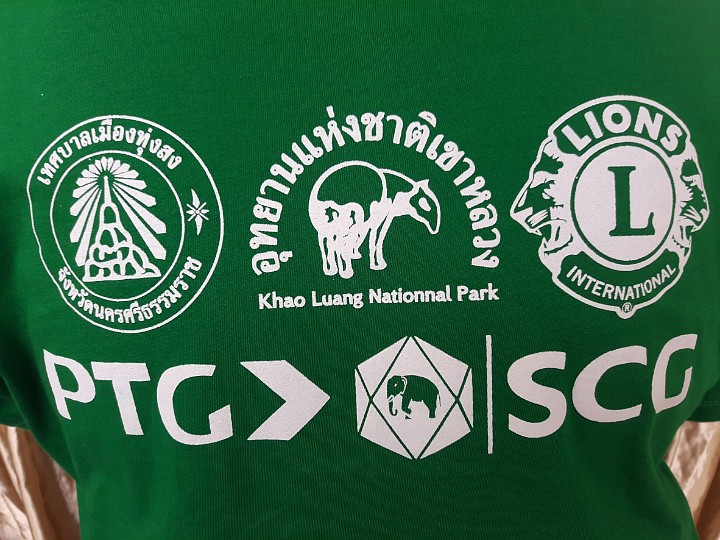 เทศบาลเมืองทุ่งสง
จังหวัดนครศรีธรรมราช
อุทยานแห่งชาติเขาหลวง
Khao Luang Nationnal Park
LIONS
L
INTERNATIONAL
®
PTG
SCG